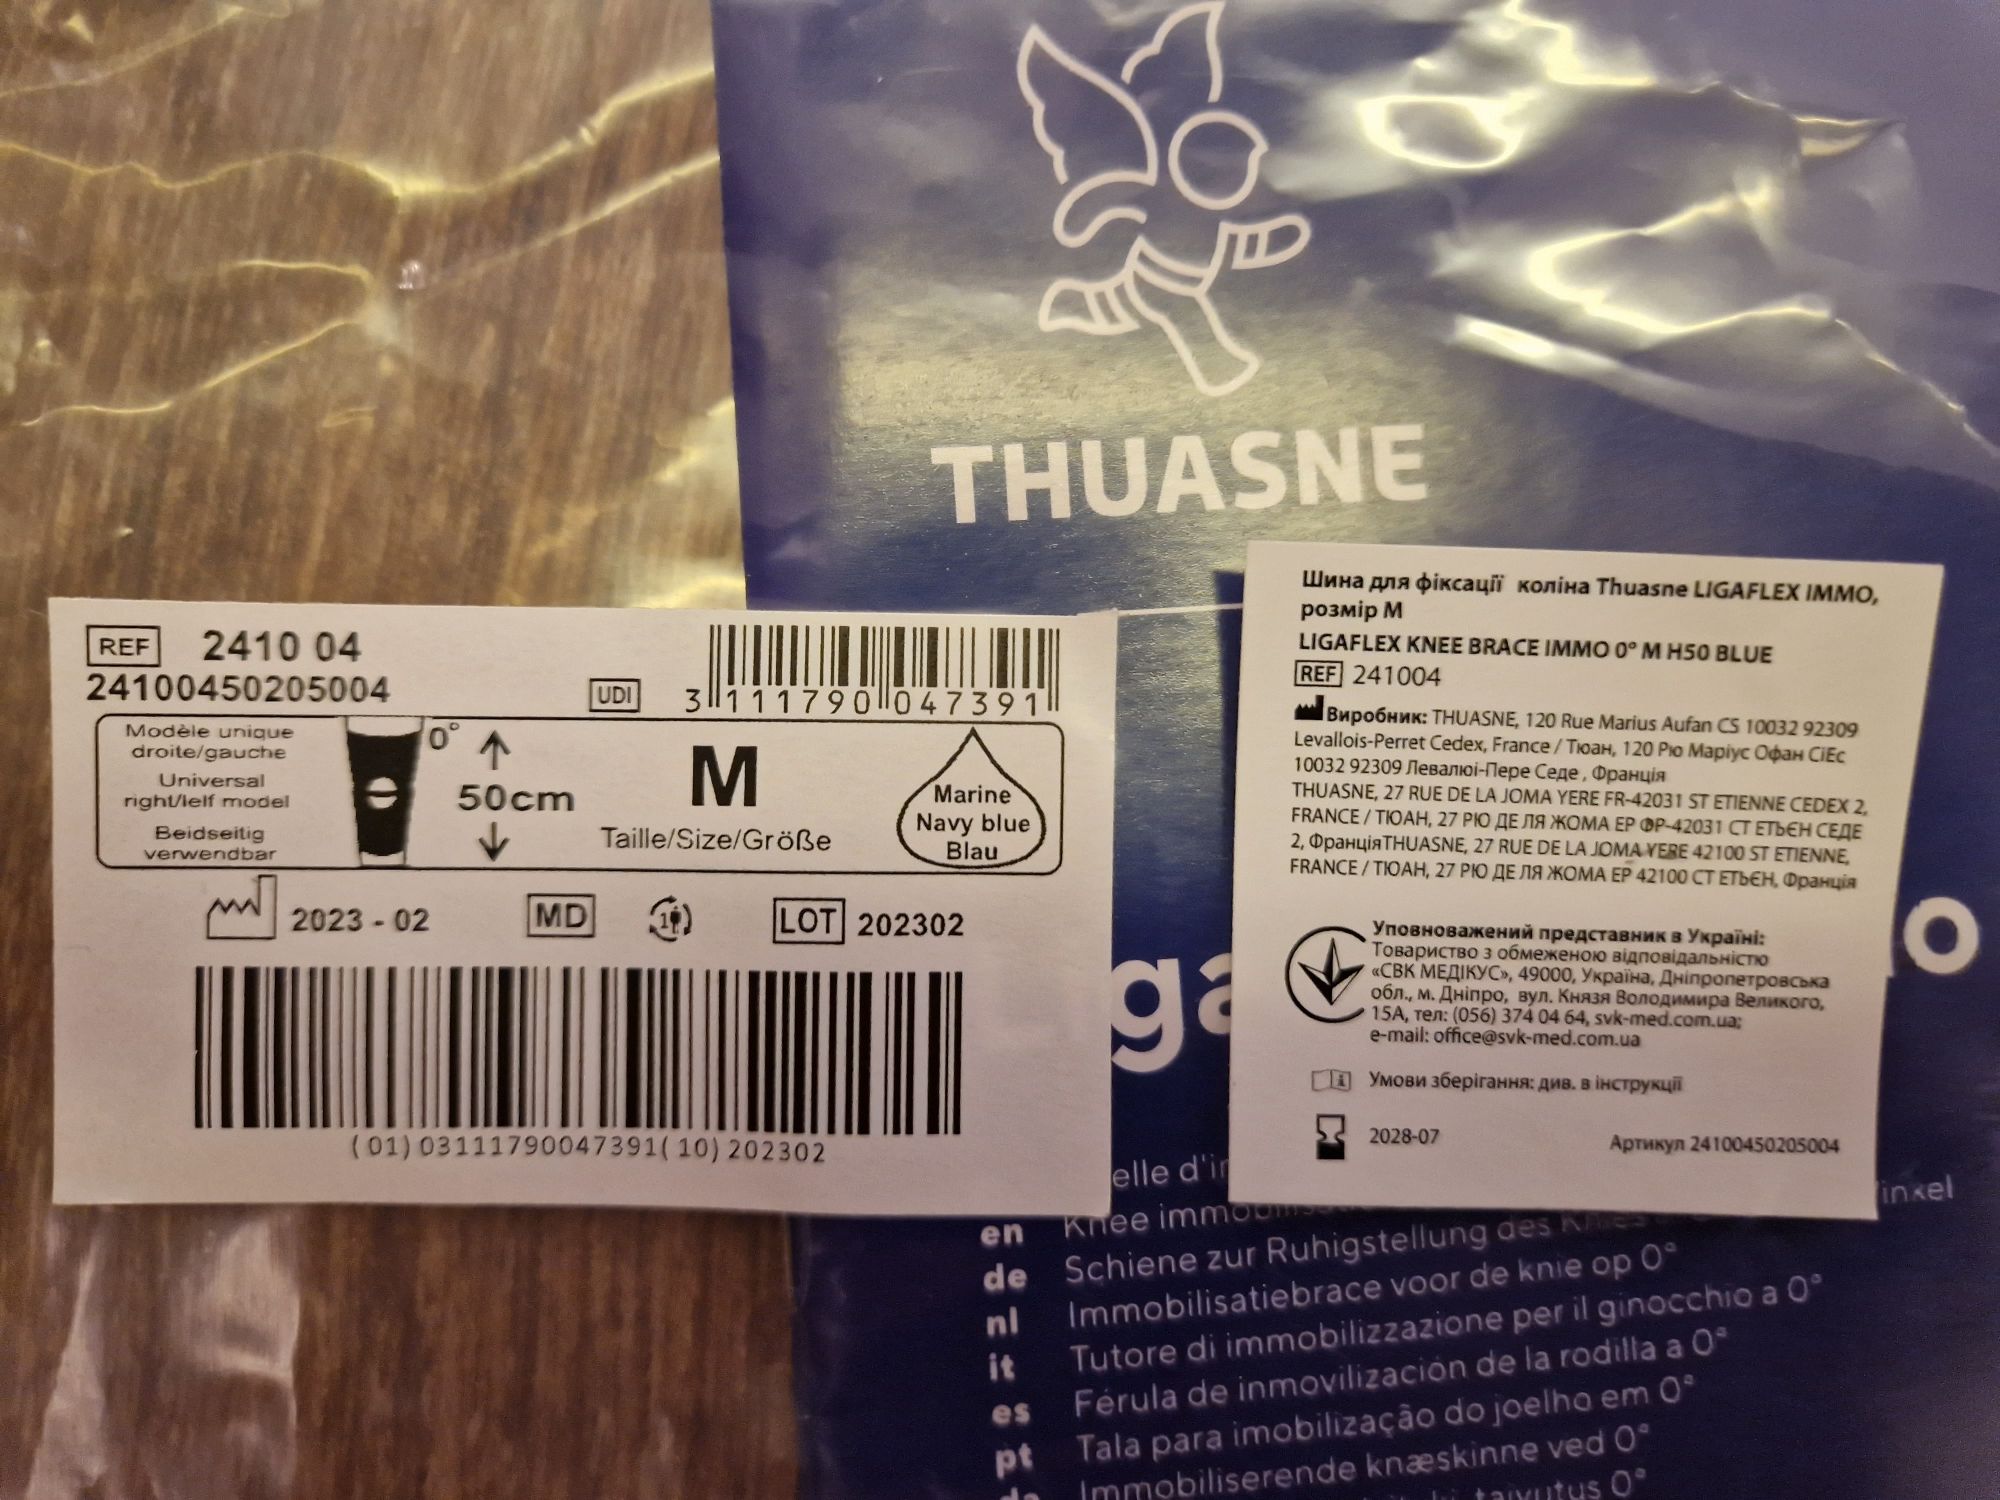 THUASNE
REF 2410 04
24100450205004
UDI
3 111790 047391
Modèle unique
droite/gauche
Universal
right/lelf model
Beidseitig
verwendbar
0°
50cm
M
Taille/Size/Größe
Marine
Navy blue
Blau
2023 - 02
MD
1
LOT 202302
(01)03111790047391(10)202302
Шина для фіксації коліна Thuasne LIGAFLEX IMMO,
розмір М
LIGAFLEX KNEE BRACE IMMO 0° M H50 BLUE
REF 241004
Виробник: THUASNE, 120 Rue Marius Aufan CS 10032 92309
Levallois-Perret Cedex, France / Тюан, 120 Рю Маріус Офан СіЕс
10032 92309 Левалюі-Пере Седе , Франція
THUASNE, 27 RUE DE LA JOMA YERE FR-42031 ST ETIENNE CEDEX 2,
FRANCE / ТЮАН, 27 РЮ ДЕ ЛЯ ЖОМА ЕР ФР-42031 СТ ЕТЬЄН СЕДЕ
2, ФранціяTHUASNE, 27 RUE DE LA JOMA YERE 42100 ST ETIENNE,
FRANCE / ТЮАН, 27 РЮ ДЕ ЛЯ ЖОМА ЕР 42100 СТ ЕТЬЄН, Франція
Уповноважений представник в Україні:
Товариство з обмеженою відповідальністю
«СВК МЕДІКУС», 49000, Україна, Дніпропетровська
обл., м. Дніпро, вул. Князя Володимира Великого,
15А, тел: (056) 374 04 64, svk-med.com.ua;
e-mail: office@svk-med.com.ua
Умови зберігання: див. в інструкції
2028-07
Артикул 24100450205004
ga o
elle d'in inkel
en Knee immobilis
de Schiene zur Ruhigstellung des Knies
nl Immobilisatiebrace voor de knie op 0°
it Tutore di immobilizzazione per il ginocchio a 0°
es Férula de inmovilización de la rodilla a 0°
pt Tala para imobilização do joelho em 0°
da Immobiliserende knæskinne ved 0°
taivutus 0°